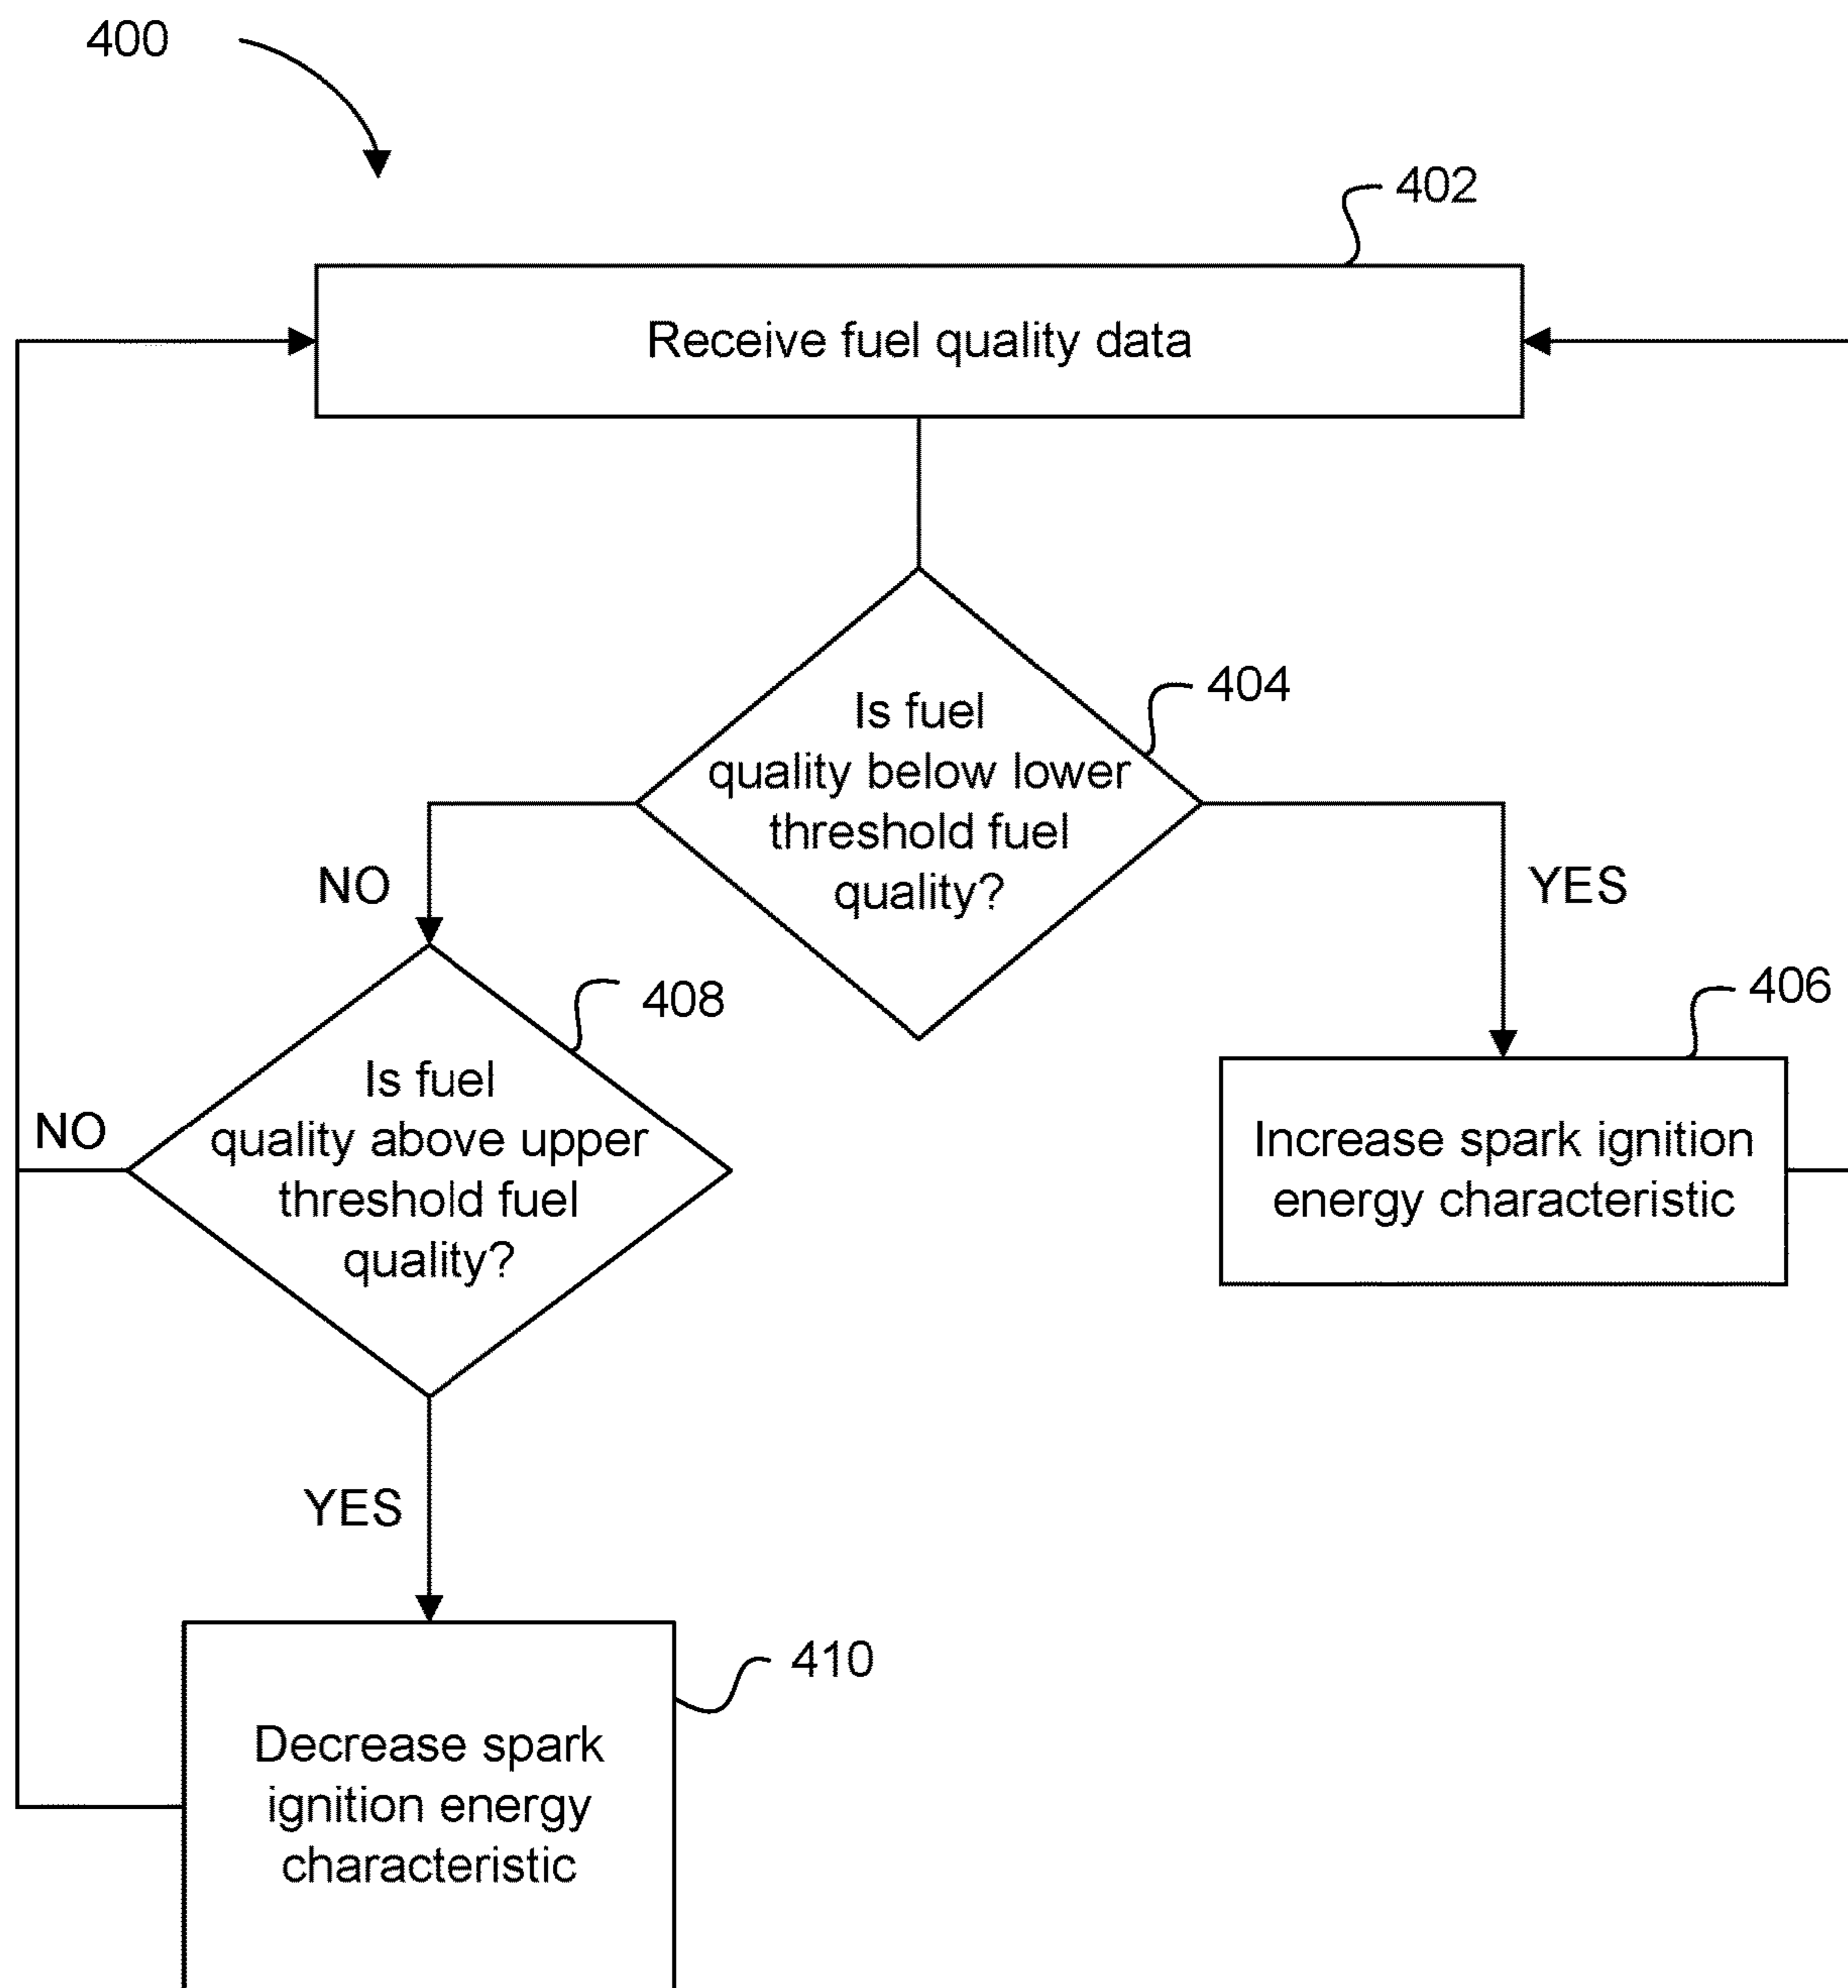 400
402
Receive fuel quality data
404
Is fuel
quality below lower
threshold fuel
quality?
NO
YES
408
406
Is fuel
quality above upper
threshold fuel
quality?
NO
Increase spark ignition
energy characteristic
YES
410
Decrease spark
ignition energy
characteristic